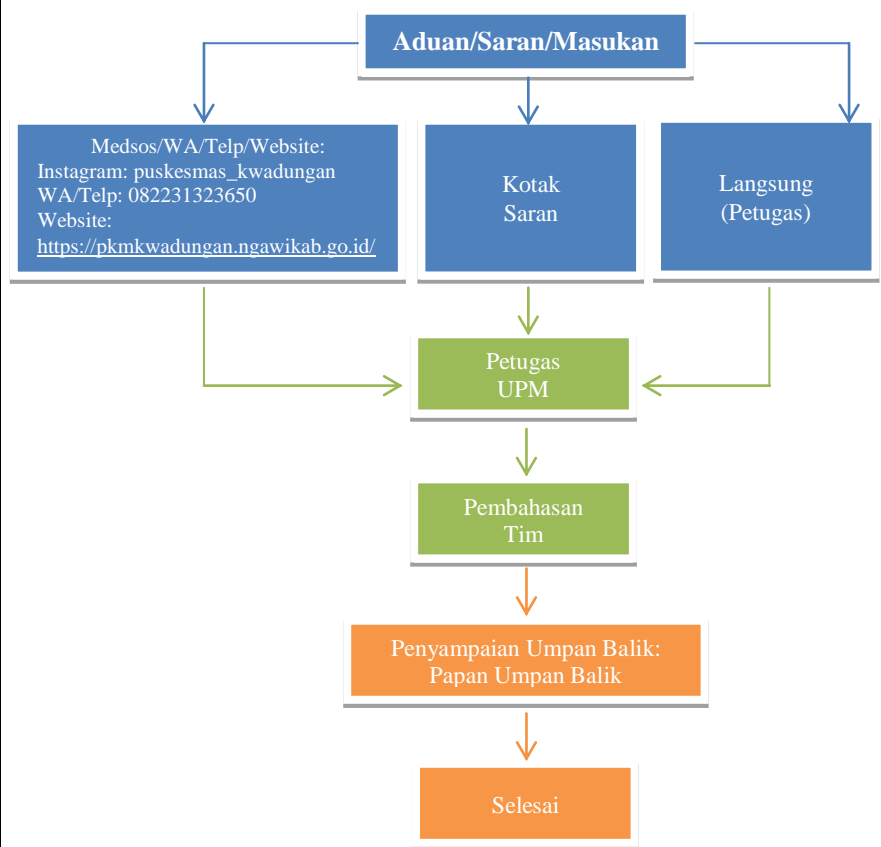 Aduan/Saran/Masukan
Medsos/WA/Telp/Website:
Instagram: puskesmas_kwadungan
WA/Telp: 082231323650
Website:
https://pkmkwadungan.ngawikab.go.id/
Kotak
Saran
Langsung
(Petugas)
Petugas
UPM
Pembahasan
Tim
Penyampaian Umpan Balik:
Papan Umpan Balik
Selesai